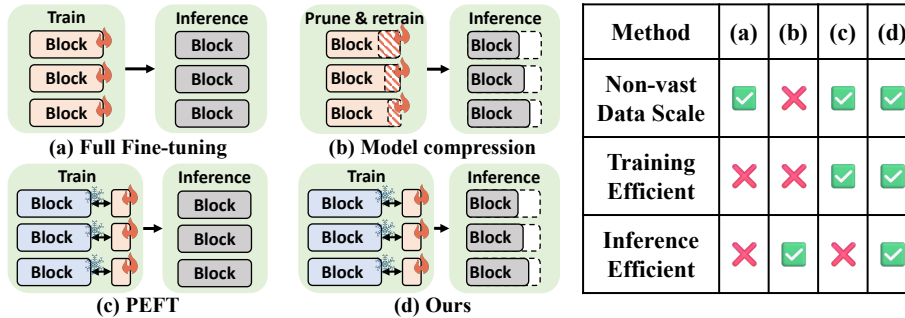 Train
Inference
Block
Block
Block
Block
Block
Block
(a) Full Fine-tuning
Prune & retrain
Inference
Block
Block
Block
Block
Block
Block
(b) Model compression
Train
Inference
Block
Block
Block
Block
Block
Block
(c) PEFT
Train
Inference
Block
Block
Block
Block
Block
Block
(d) Ours
Method (a) (b) (c) (d)
Non-vast
Data Scale ✅ ❌ ✅ ✅
Training
Efficient ❌ ❌ ✅ ✅
Inference
Efficient ❌ ✅ ❌ ✅